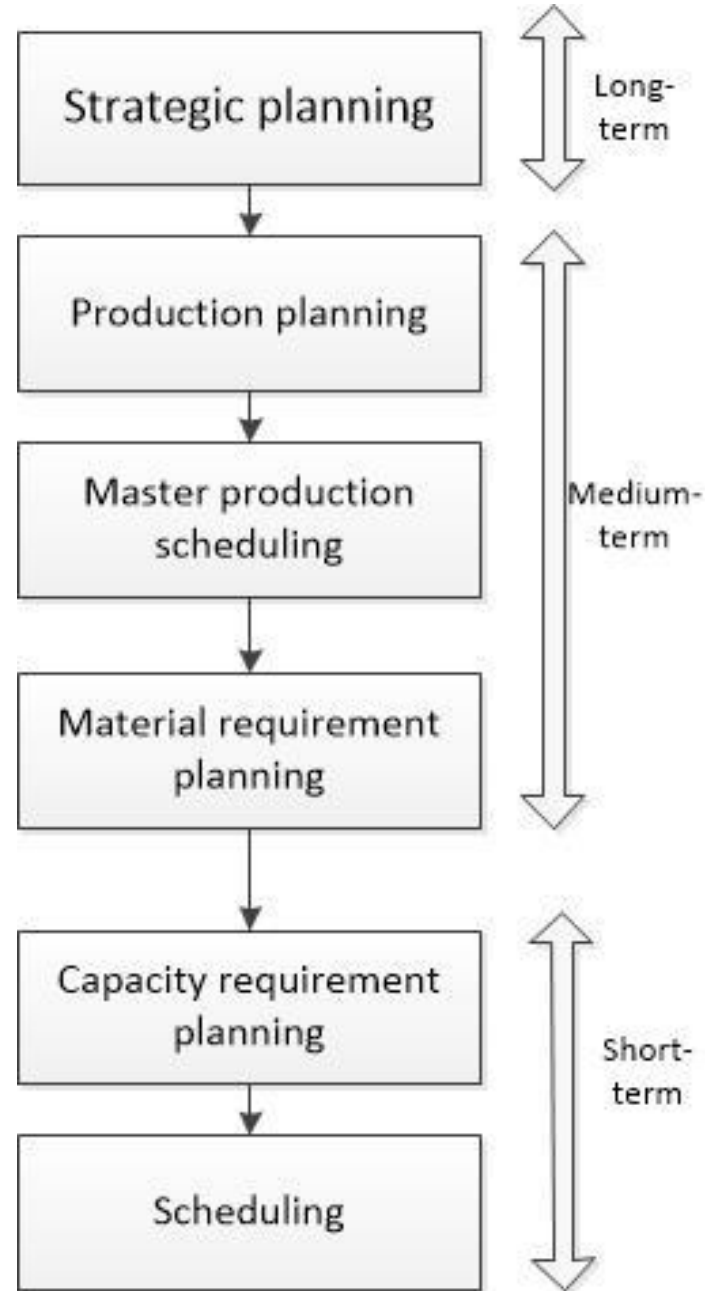 Strategic planning
Long-
term
Production planning
Master production
scheduling
Medium-
term
Material requirement
planning
Capacity requirement
planning
Short-
term
Scheduling